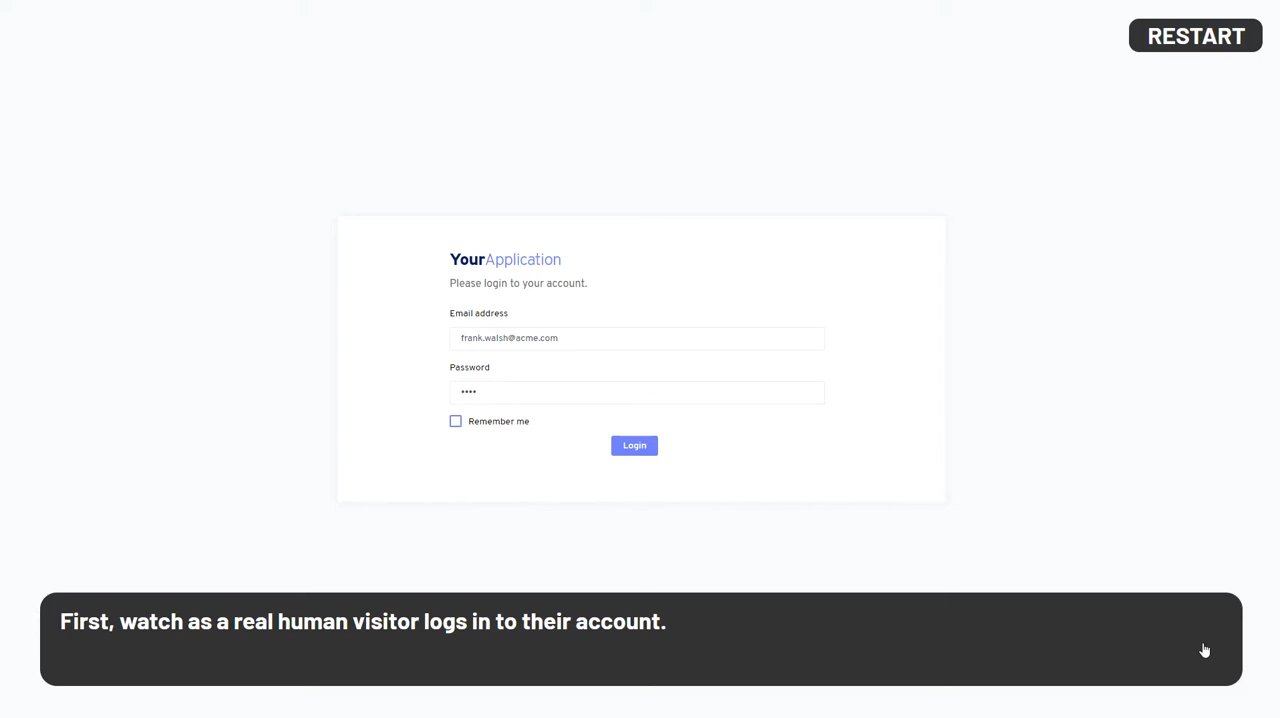 RESTART
YourApplication
Please login to your account.
Email address
frank.walsh@acme.com
Password
••••
Remember me
Login
First, watch as a real human visitor logs in to their account.